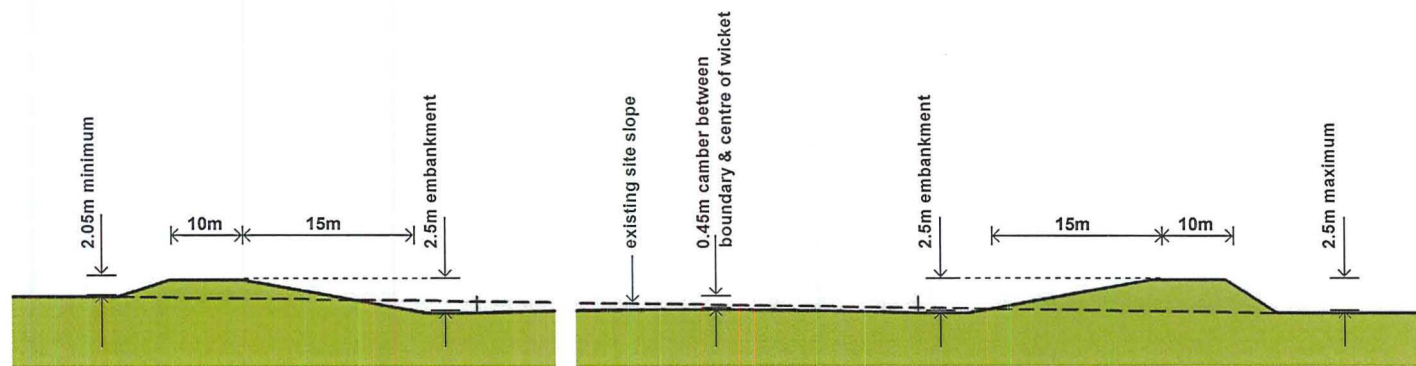 2.05m minimum
10m
15m
2.5m embankment
existing site slope
0.45m camber between
boundary & centre of wicket
2.5m embankment
15m
10m
2.5m maximum